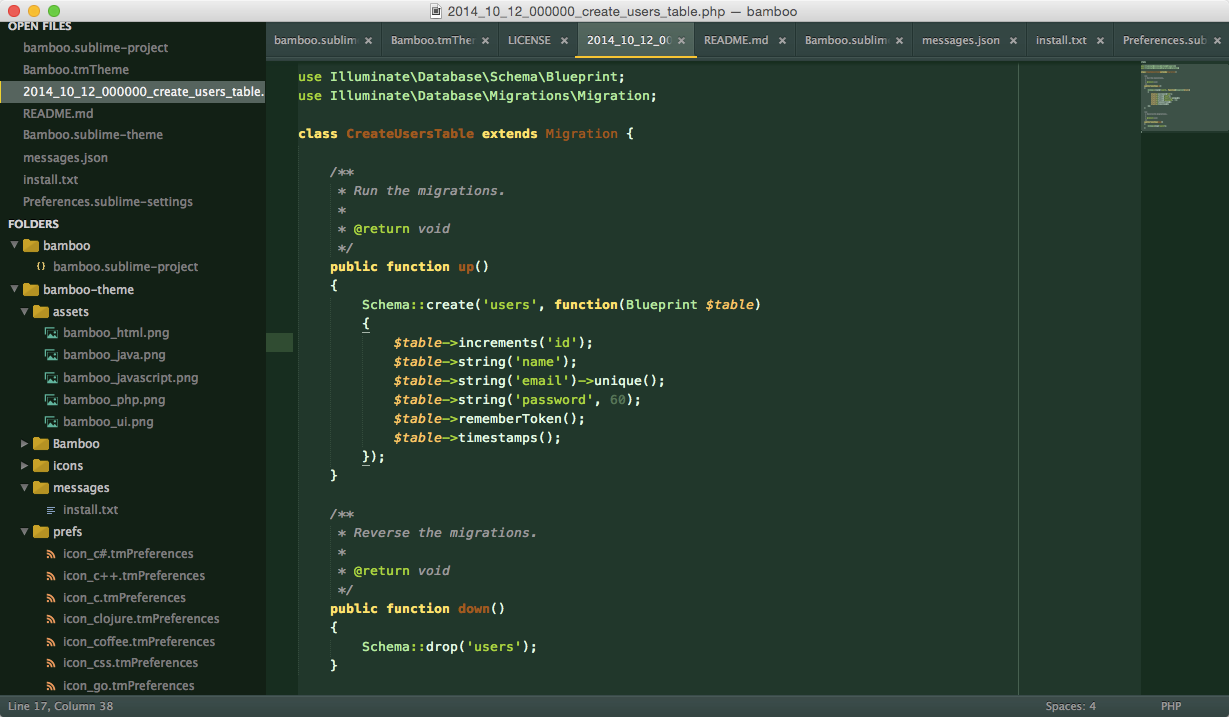 2014_10_12_000000_create_users_table.php — bamboo
OPEN FILES
bamboo.sublime-project
Bamboo.tmTheme
2014_10_12_000000_create_users_table.
README.md
Bamboo.sublime-theme
messages.json
install.txt
Preferences.sublime-settings
FOLDERS
bamboo
{} bamboo.sublime-project
bamboo-theme
assets
bamboo_html.png
bamboo_java.png
bamboo_javascript.png
bamboo_php.png
bamboo_ui.png
Bamboo
icons
messages
install.txt
prefs
icon_c#.tmPreferences
icon_c++.tmPreferences
icon_c.tmPreferences
icon_clojure.tmPreferences
icon_coffee.tmPreferences
icon_css.tmPreferences
icon_go.tmPreferences
bamboo.sublim × Bamboo.tmThe × LICENSE × 2014_10_12_0 × README.md × Bamboo.sublim × messages.json × install.txt × Preferences.sub ×
use Illuminate\Database\Schema\Blueprint;
use Illuminate\Database\Migrations\Migration;
class CreateUsersTable extends Migration {
/**
* Run the migrations.
*
* @return void
*/
public function up()
{
Schema::create('users', function(Blueprint $table)
{
$table->increments('id');
$table->string('name');
$table->string('email')->unique();
$table->string('password', 60);
$table->rememberToken();
$table->timestamps();
});
}
/**
* Reverse the migrations.
*
* @return void
*/
public function down()
{
Schema::drop('users');
}
Line 17, Column 38
Spaces: 4
PHP